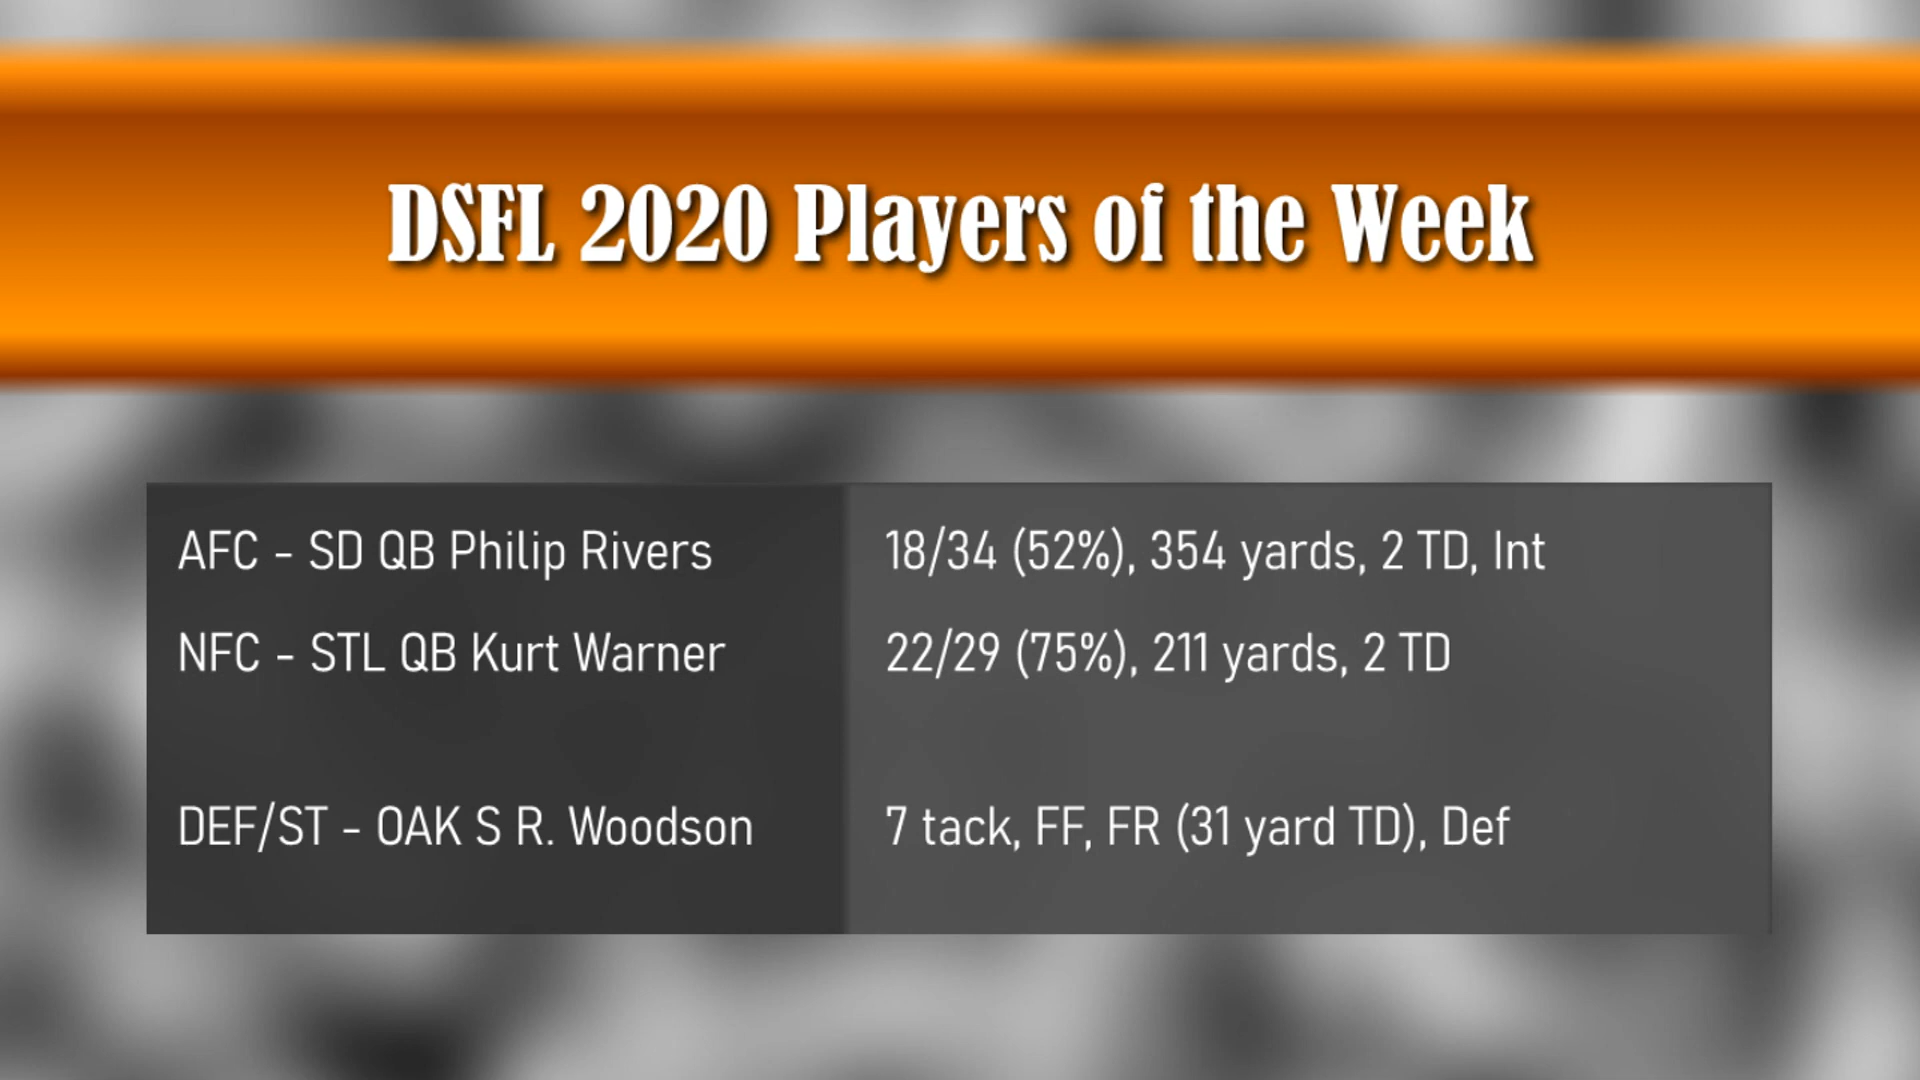 DSFL 2020 Players of the Week
AFC - SD QB Philip Rivers 18/34 (52%), 354 yards, 2 TD, Int
NFC - STL QB Kurt Warner 22/29 (75%), 211 yards, 2 TD
DEF/ST - OAK S R. Woodson 7 tack, FF, FR (31 yard TD), Def